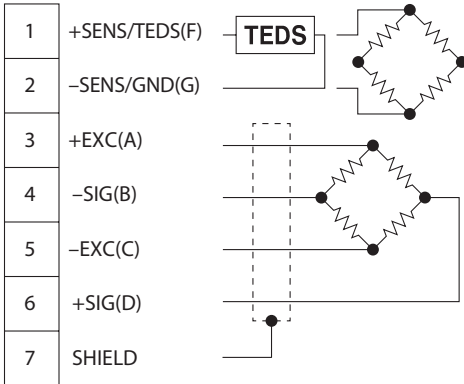 1 +SENS/TEDS(F) TEDS
2 –SENS/GND(G)
3 +EXC(A)
4 –SIG(B)
5 –EXC(C)
6 +SIG(D)
7 SHIELD